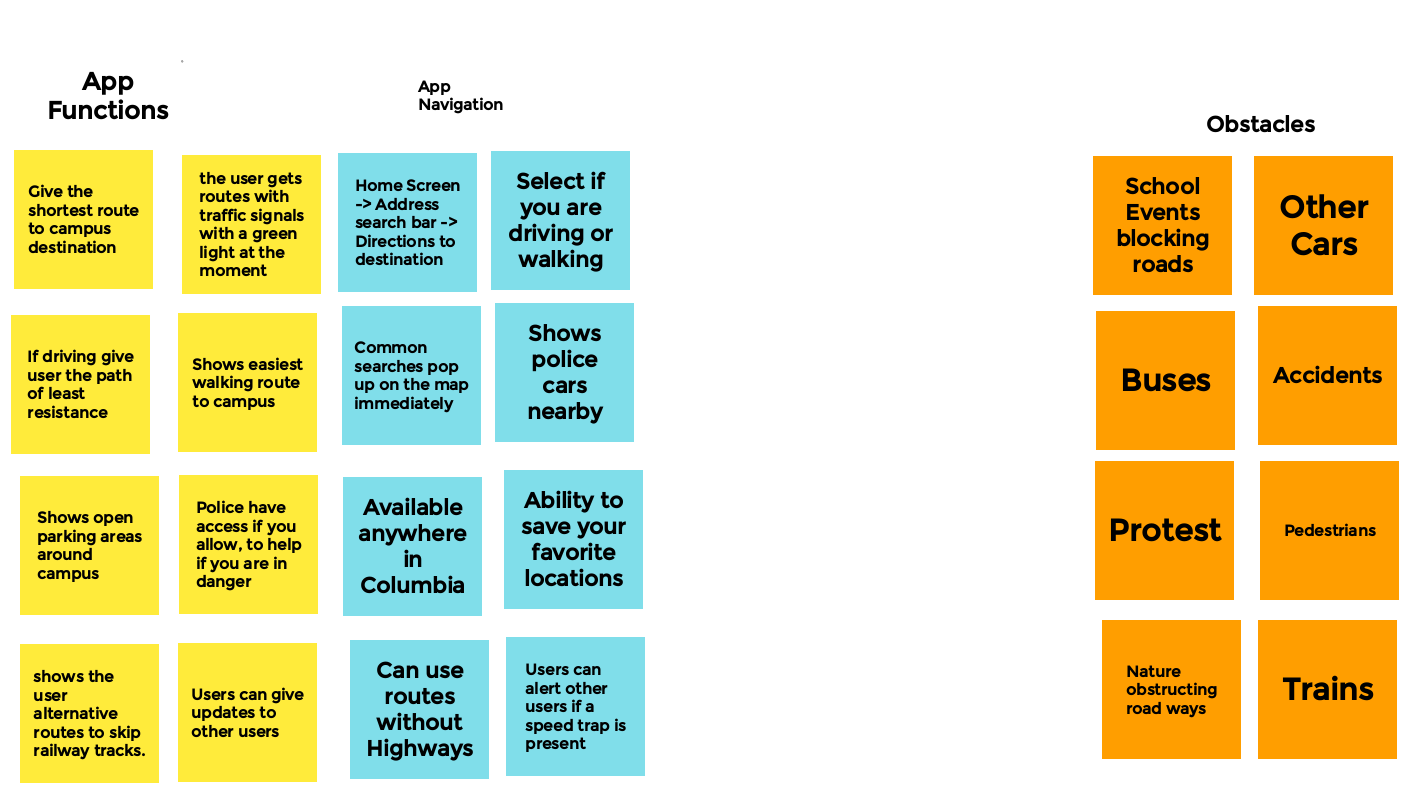 App
Functions
Give the
shortest route
to campus
destination
the user gets
routes with
traffic signals
with a green
light at the
moment
If driving give
user the path
of least
resistance
Shows easiest
walking route
to campus
Shows open
parking areas
around
campus
Police have
access if you
allow, to help
if you are in
danger
shows the
user
alternative
routes to skip
railway tracks.
Users can give
updates to
other users
App
Navigation
Home Screen
-> Address
search bar ->
Directions to
destination
Select if
you are
driving or
walking
Common
searches pop
up on the map
immediately
Shows
police
cars
nearby
Available
anywhere
in
Columbia
Ability to
save your
favorite
locations
Can use
routes
without
Highways
Users can
alert other
users if a
speed trap is
present
Obstacles
School
Events
blocking
roads
Other
Cars
Buses
Accidents
Protest
Pedestrians
Nature
obstructing
road ways
Trains